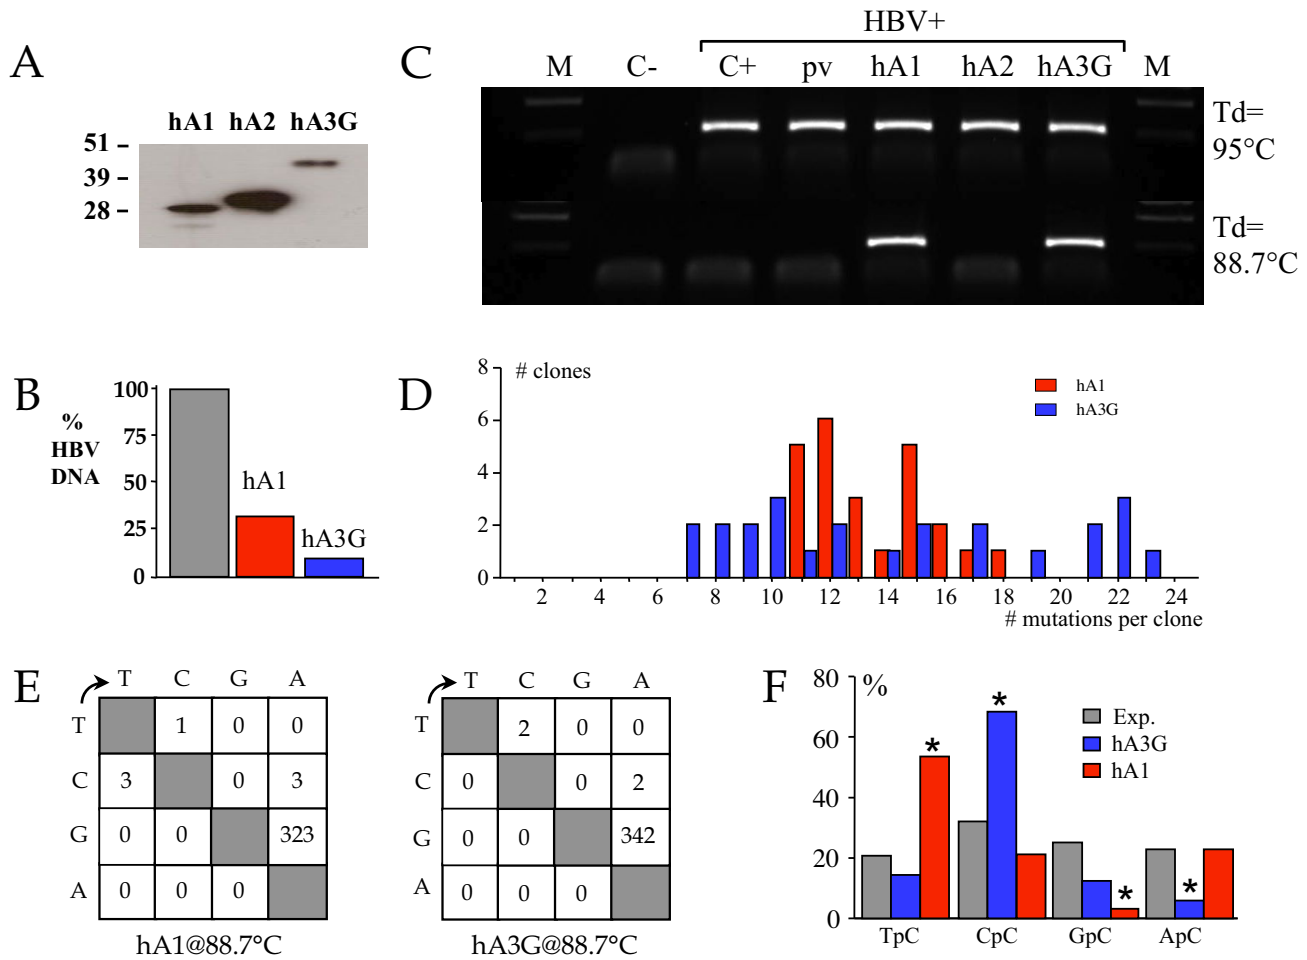 A
hA1 hA2 hA3G
51
39
28
C
HBV+
M C- C+ pv hA1 hA2 hA3G M
Td=
95°C
Td=
88.7°C
B
%
HBV
DNA
100
75
50
25
0
hA1
hA3G
D
# clones
8
6
4
2
0
hA1
hA3G
2 4 6 8 10 12 14 16 18 20 22 24
# mutations per clone
E
T C G A
T 1 0 0
C 3 0 3
G 0 0 323
A 0 0 0
hA1@88.7°C
T C G A
T 2 0 0
C 0 0 2
G 0 0 342
A 0 0 0
hA3G@88.7°C
F
%
80
60
40
20
0
Exp.
hA3G
hA1
* * * *
TpC CpC GpC ApC